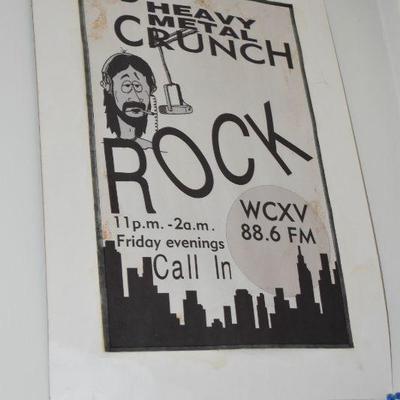 HEAVY
METAL
CRUNCH
ROCK
11p.m.-2a.m.
Friday evenings
Call In
WCXV
88.6 FM